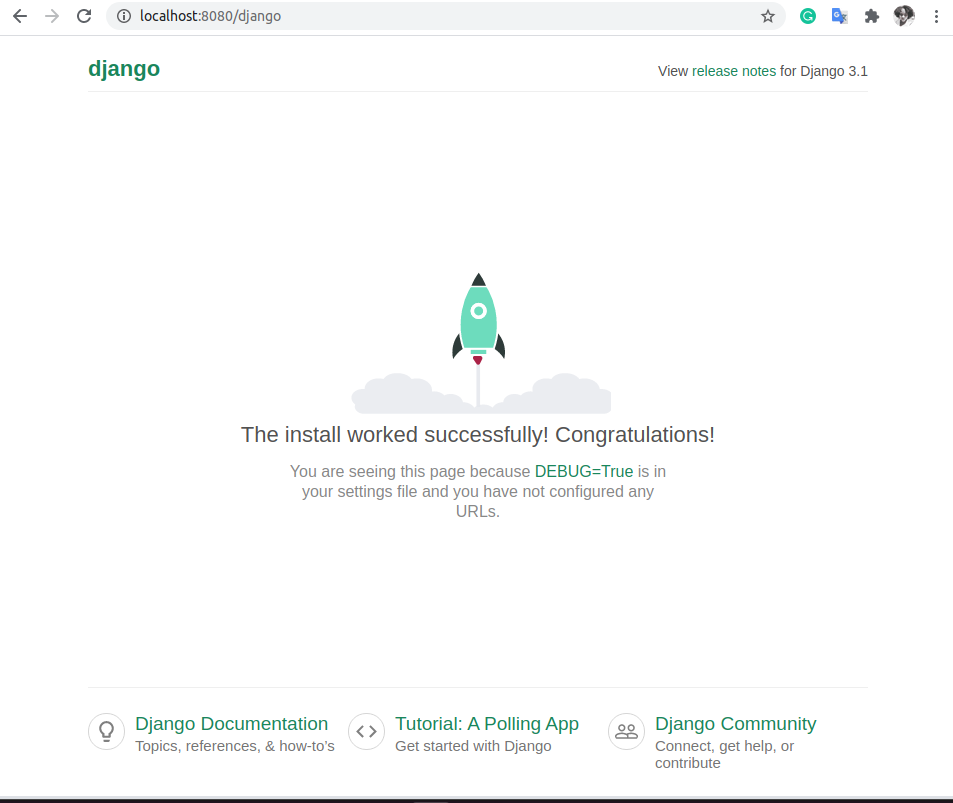 localhost:8080/django
django
View release notes for Django 3.1
The install worked successfully! Congratulations!
You are seeing this page because DEBUG=True is in
your settings file and you have not configured any
URLs.
Django Documentation
Topics, references, & how-to's
Tutorial: A Polling App
Get started with Django
Django Community
Connect, get help, or
contribute